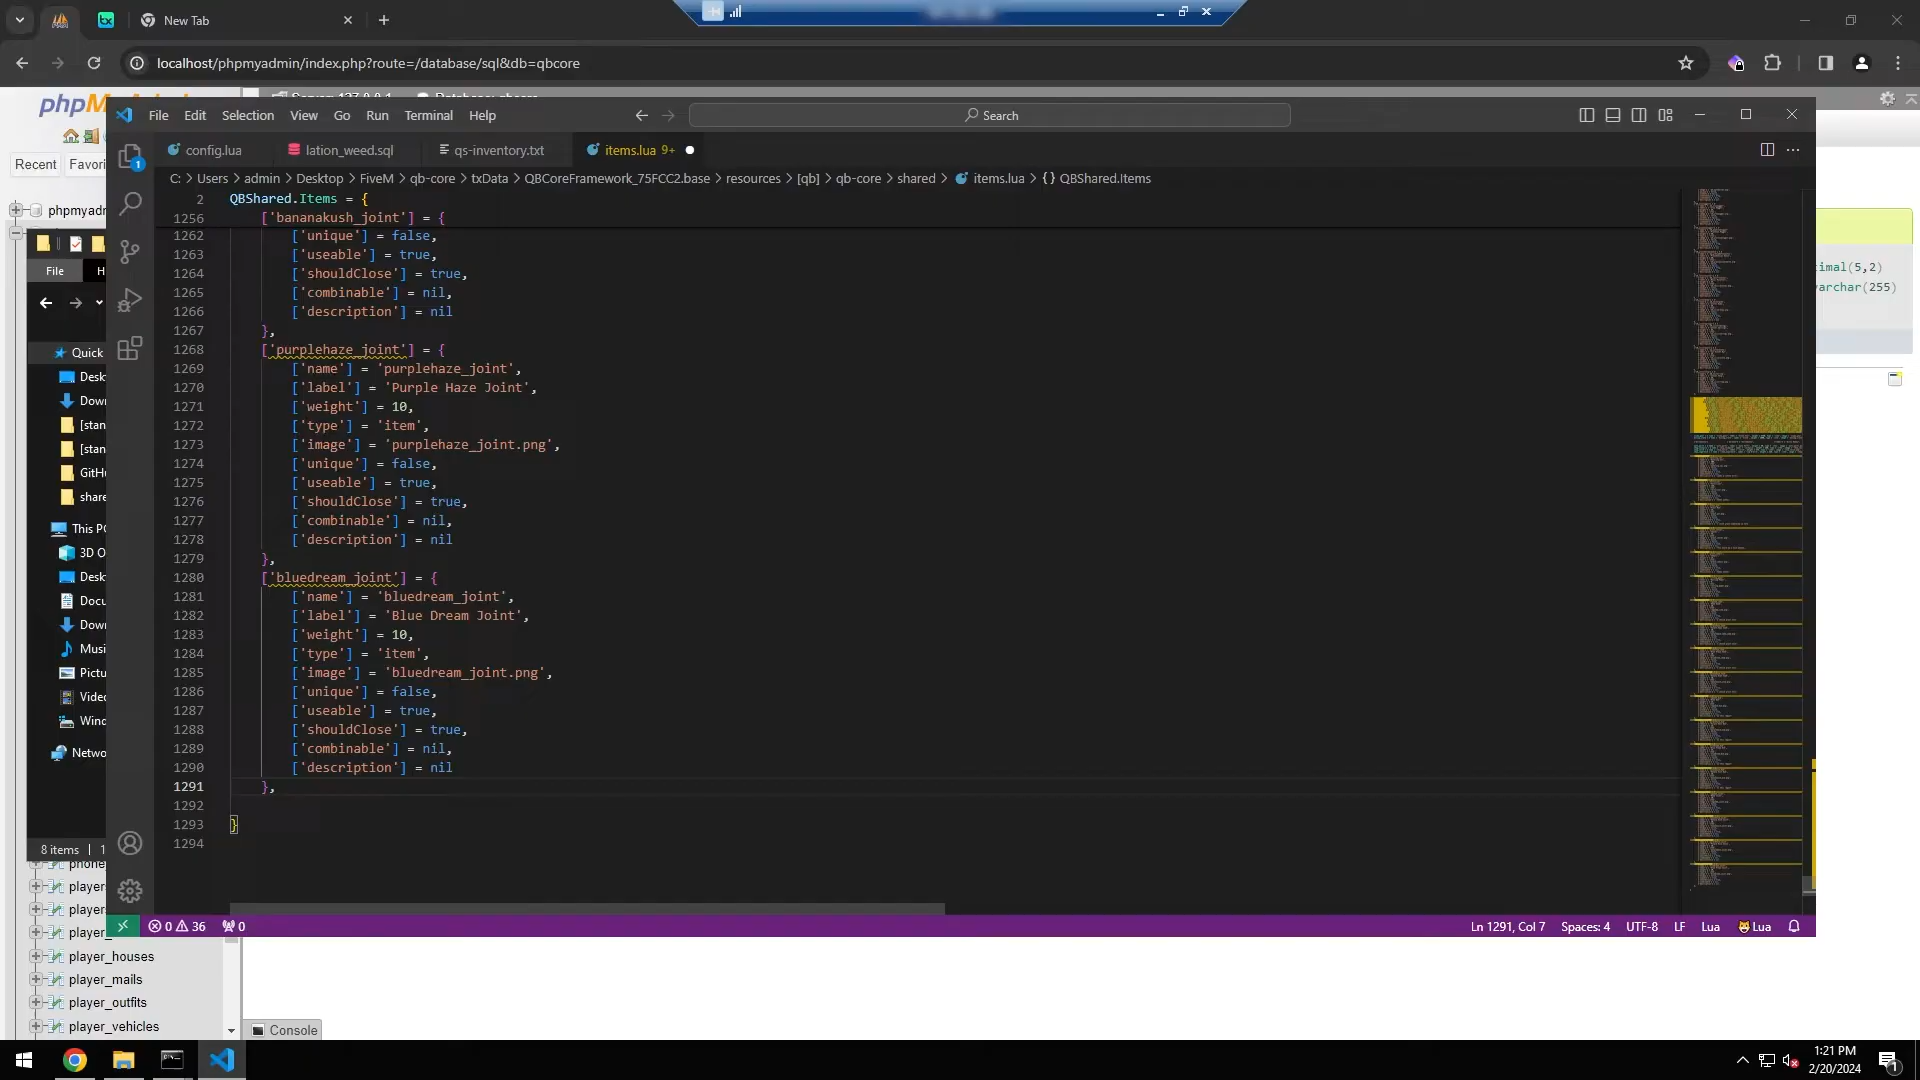 New Tab
localhost/phpmyadmin/index.php?route=/database/sql&db=qbcore
phpM
File Edit Selection View Go Run Terminal Help
Search
Recent
Favori
1
config.lua
lation_weed.sql
qs-inventory.txt
items.lua 9+
C: > Users > admin > Desktop > FiveM > qb-core > txData > QBCoreFramework_75FCC2.base > resources > [qb] > qb-core > shared > items.lua > {} QBShared.Items
2 QBShared.Items = {
1256 ['bananakush_joint'] = {
1262 ['unique'] = false,
1263 ['useable'] = true,
1264 ['shouldClose'] = true,
1265 ['combinable'] = nil,
1266 ['description'] = nil
1267 },
1268 ['purplehaze_joint'] = {
1269 ['name'] = 'purplehaze_joint',
1270 ['label'] = 'Purple Haze Joint',
1271 ['weight'] = 10,
1272 ['type'] = 'item',
1273 ['image'] = 'purplehaze_joint.png',
1274 ['unique'] = false,
1275 ['useable'] = true,
1276 ['shouldClose'] = true,
1277 ['combinable'] = nil,
1278 ['description'] = nil
1279 },
1280 ['bluedream_joint'] = {
1281 ['name'] = 'bluedream_joint',
1282 ['label'] = 'Blue Dream Joint',
1283 ['weight'] = 10,
1284 ['type'] = 'item',
1285 ['image'] = 'bluedream_joint.png',
1286 ['unique'] = false,
1287 ['useable'] = true,
1288 ['shouldClose'] = true,
1289 ['combinable'] = nil,
1290 ['description'] = nil
1291 },
1292
1293 }
1294
phpmyadm
File
H
Quick
Desk
Down
[stan
[stan
GitH
share
This PC
3D O
Desk
Docu
Down
Musi
Pictu
Video
Wind
Netwo
8 items
1
imal(5,2)
varchar(255)
0 36
0
Ln 1291, Col 7
Spaces: 4
UTF-8
LF
Lua
Lua
phone
player
player
player_
player_houses
player_mails
player_outfits
player_vehicles
Console
1:21 PM
2/20/2024
1